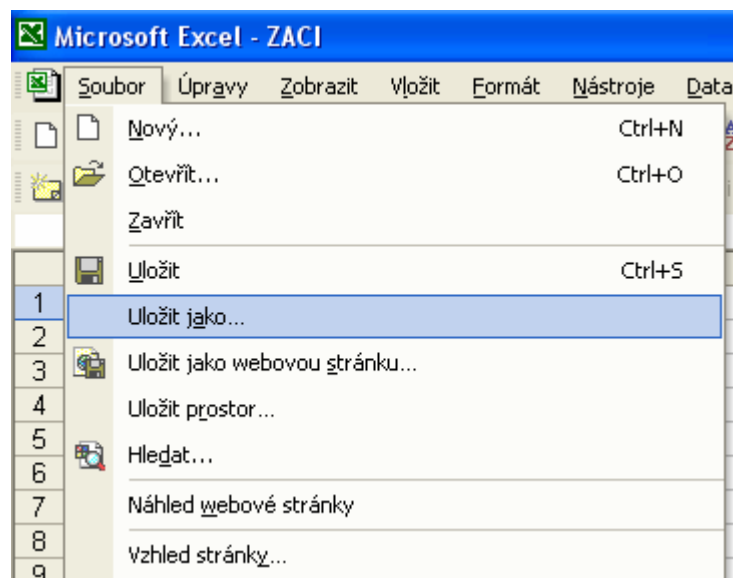 Microsoft Excel - ZACI
Soubor Úpravy Zobrazit Vložit Formát Nástroje Data
Nový... Ctrl+N
Otevřít... Ctrl+O
Zavřít
Uložit Ctrl+S
1
Uložit jako...
2
3 Uložit jako webovou stránku...
4 Uložit prostor...
5
Hledat...
6
7 Náhled webové stránky
8
Vzhled stránky...
9